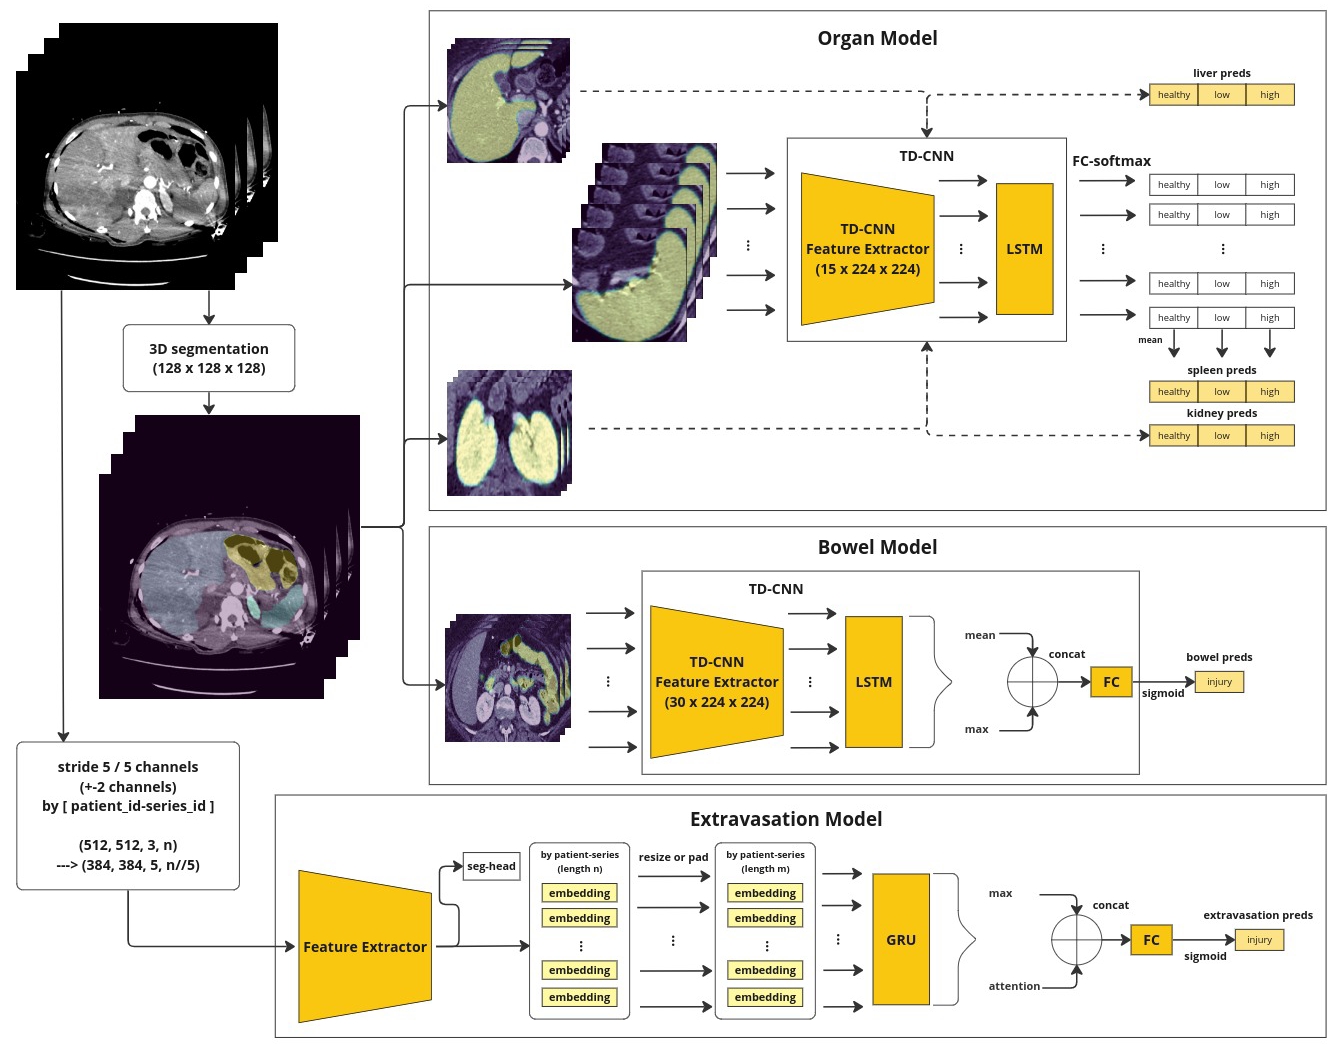 3D segmentation
(128 x 128 x 128)
stride 5 / 5 channels
(+-2 channels)
by [ patient_id-series_id ]
(512, 512, 3, n)
---> (384, 384, 5, n//5)
Organ Model
TD-CNN
TD-CNN
Feature Extractor
(15 x 224 x 224)
...
...
LSTM
FC-softmax
...
liver preds
healthy low high
healthy low high
healthy low high
...
healthy low high
healthy low high
mean
spleen preds
healthy low high
kidney preds
healthy low high
Bowel Model
TD-CNN
...
TD-CNN
Feature Extractor
(30 x 224 x 224)
...
LSTM
mean
max
concat
FC
sigmoid
bowel preds
injury
Extravasation Model
Feature Extractor
seg-head
by patient-series
(length n)
embedding
embedding
...
embedding
embedding
resize or pad
...
by patient-series
(length m)
embedding
embedding
...
embedding
embedding
...
GRU
max
attention
concat
FC
sigmoid
extravasation preds
injury